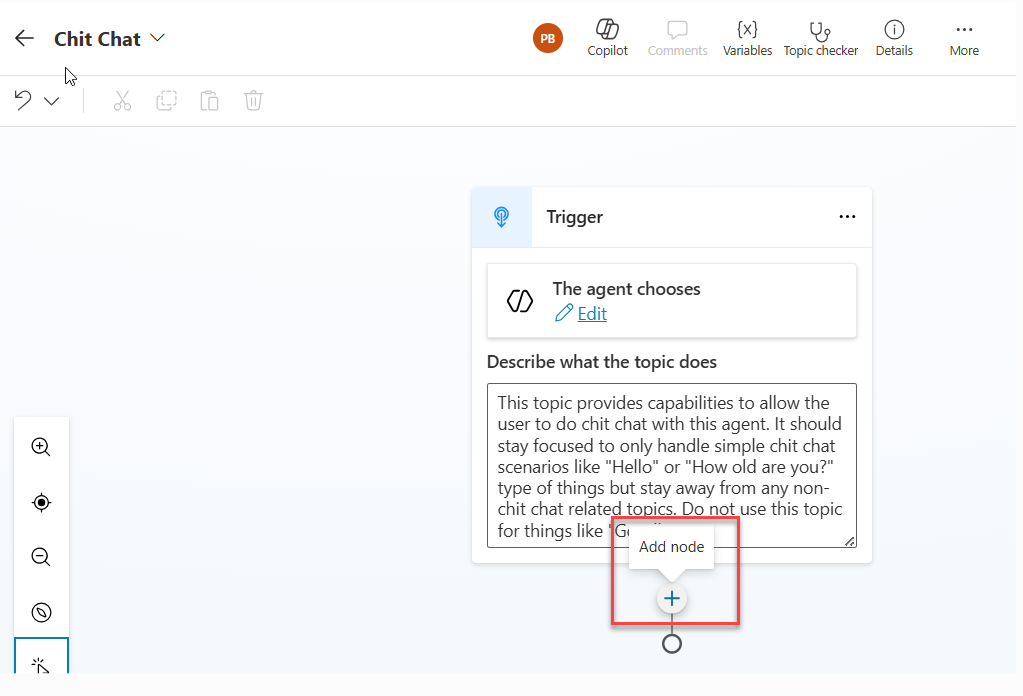 Chit Chat
PB
Copilot
Comments
{x}
Variables
Topic checker
Details
More
Trigger
The agent chooses
Edit
Describe what the topic does
This topic provides capabilities to allow the
user to do chit chat with this agent. It should
stay focused to only handle simple chit chat
scenarios like "Hello" or "How old are you?"
type of things but stay away from any non-
chit chat related topics. Do not use this topic
for things like
Add node